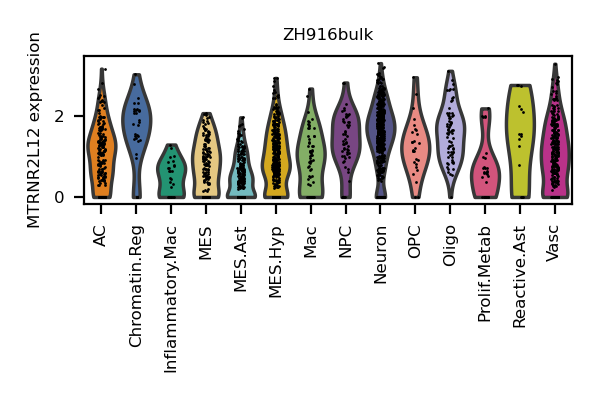 ZH916bulk
MTRNR2L12 expression
2
0
AC
Chromatin.Reg
Inflammatory.Mac
MES
MES.Ast
MES.Hyp
Mac
NPC
Neuron
OPC
Oligo
Prolif.Metab
Reactive.Ast
Vasc